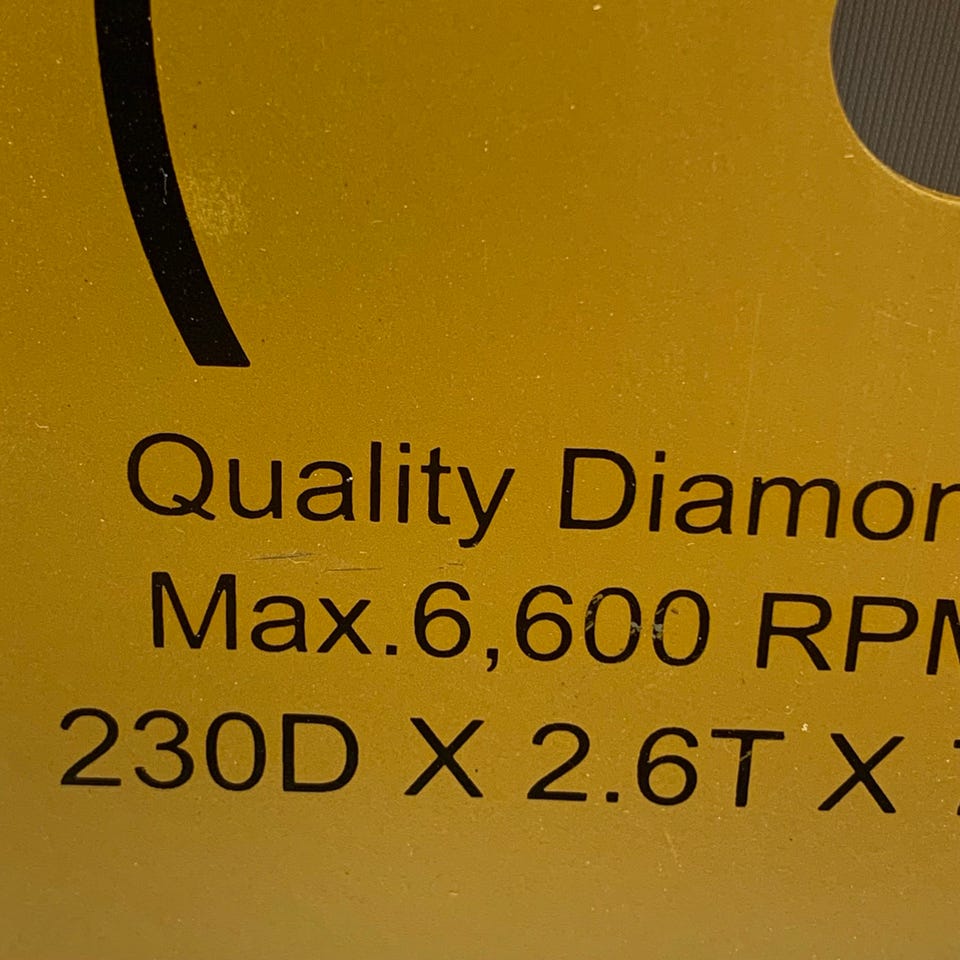 Quality Diamon
Max.6,600 RPM
230D X 2.6T X